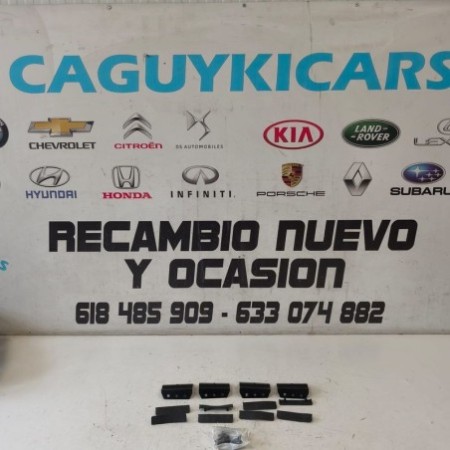 CAGUYKICARS
CHEVROLET CITROËN DS AUTOMOBILES KIA LAND ROVER
HYUNDAI HONDA INFINITI PORSCHE SUBARU
RECAMBIO NUEVO
Y OCASION
618 485 909 - 633 074 882